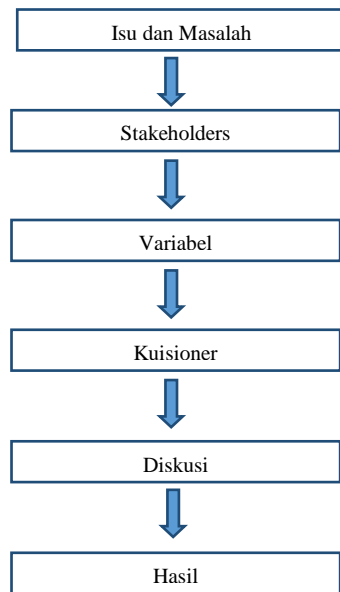 Isu dan Masalah
Stakeholders
Variabel
Kuisioner
Diskusi
Hasil